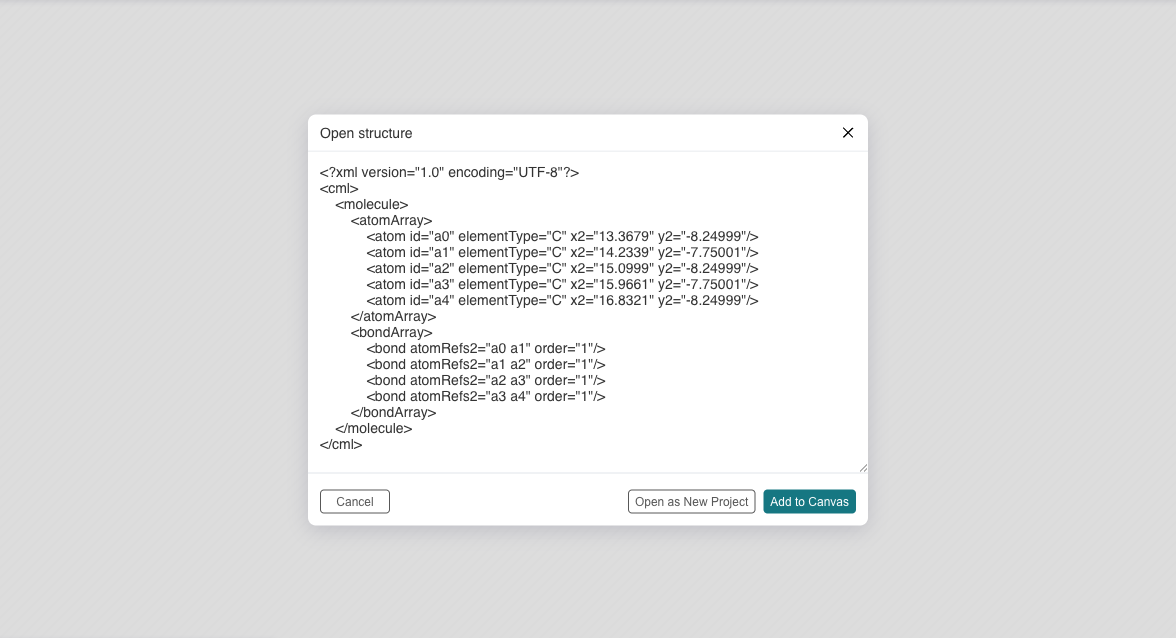 Open structure
<?xml version="1.0" encoding="UTF-8"?>
<cml>
<molecule>
<atomArray>
<atom id="a0" elementType="C" x2="13.3679" y2="-8.24999"/>
<atom id="a1" elementType="C" x2="14.2339" y2="-7.75001"/>
<atom id="a2" elementType="C" x2="15.0999" y2="-8.24999"/>
<atom id="a3" elementType="C" x2="15.9661" y2="-7.75001"/>
<atom id="a4" elementType="C" x2="16.8321" y2="-8.24999"/>
</atomArray>
<bondArray>
<bond atomRefs2="a0 a1" order="1"/>
<bond atomRefs2="a1 a2" order="1"/>
<bond atomRefs2="a2 a3" order="1"/>
<bond atomRefs2="a3 a4" order="1"/>
</bondArray>
</molecule>
</cml>
Cancel
Open as New Project
Add to Canvas